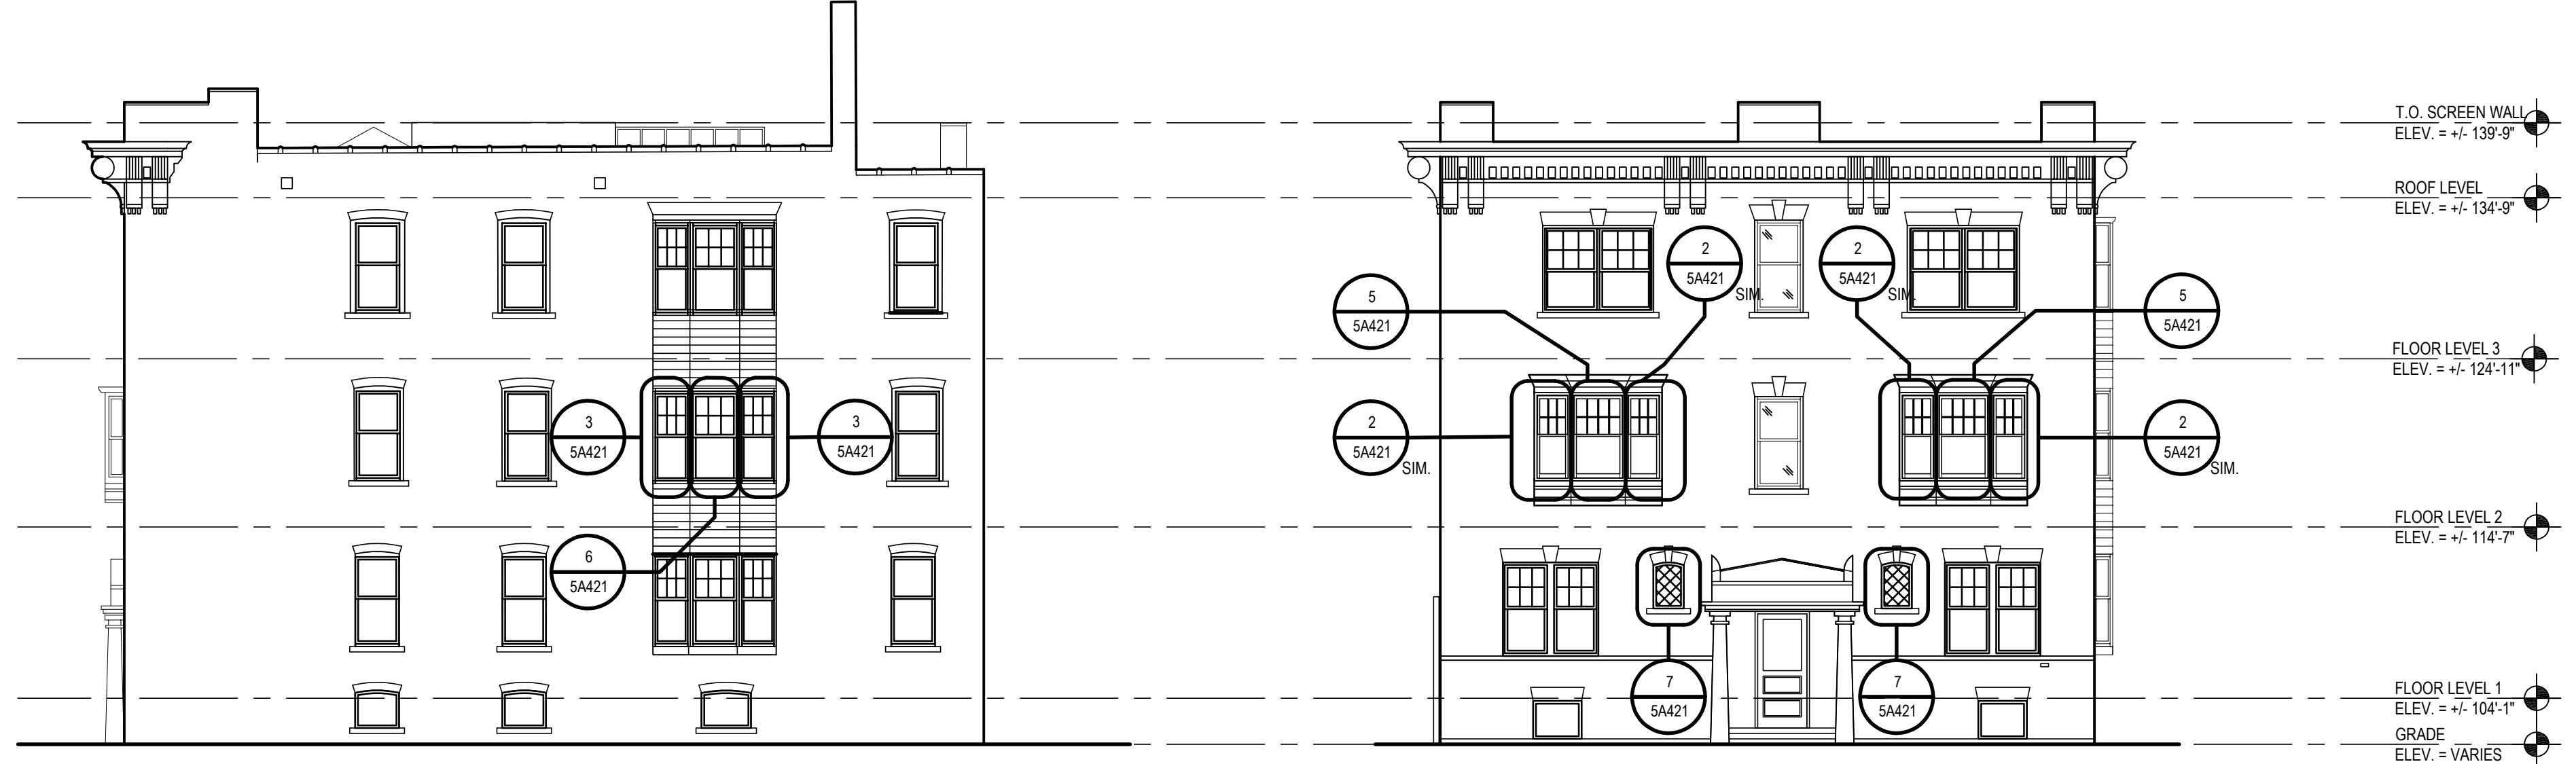 T.O. SCREEN WALL
ELEV. = +/- 139'-9"
ROOF LEVEL
ELEV. = +/- 134'-9"
2
5A421
SIM.
2
5A421
SIM.
5
5A421
5
5A421
FLOOR LEVEL 3
ELEV. = +/- 124'-11"
3
5A421
3
5A421
2
5A421
SIM.
2
5A421
SIM.
FLOOR LEVEL 2
ELEV. = +/- 114'-7"
6
5A421
7
5A421
7
5A421
FLOOR LEVEL 1
ELEV. = +/- 104'-1"
GRADE
ELEV. = VARIES